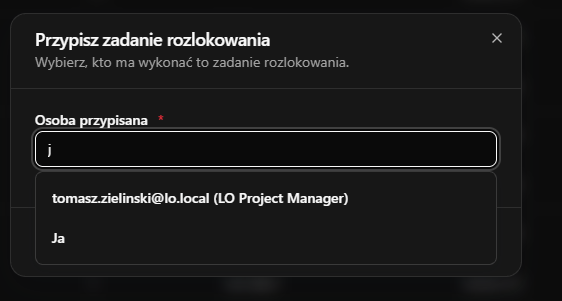 Przypisz zadanie rozlokowania
Wybierz, kto ma wykonać to zadanie rozlokowania.
Osoba przypisana *
j
tomasz.zielinski@lo.local (LO Project Manager)
Ja